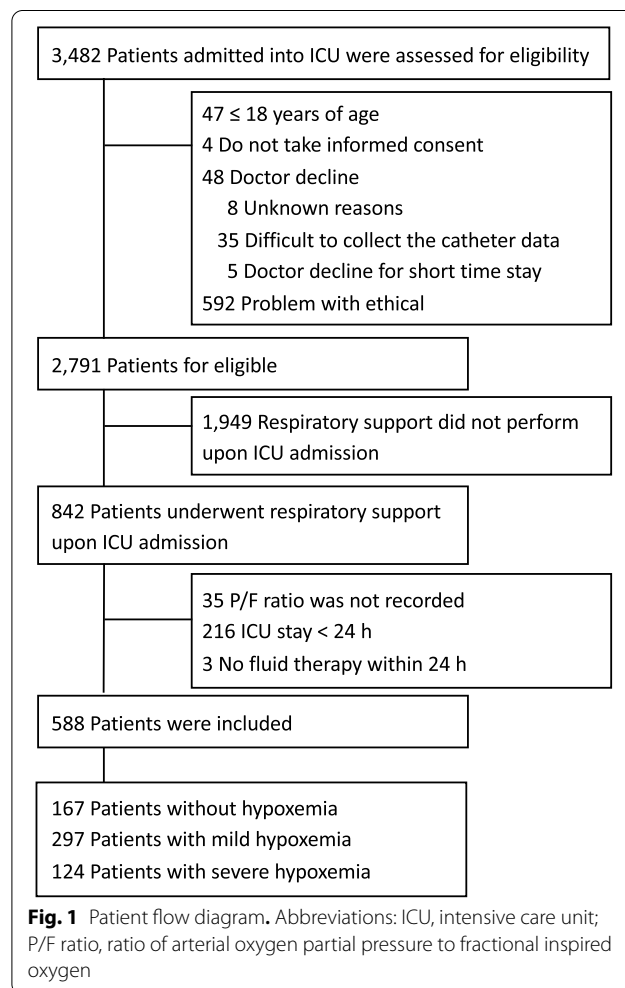 3,482 Patients admitted into ICU were assessed for eligibility
47 ≤ 18 years of age
4 Do not take informed consent
48 Doctor decline
8 Unknown reasons
35 Difficult to collect the catheter data
5 Doctor decline for short time stay
592 Problem with ethical
2,791 Patients for eligible
1,949 Respiratory support did not perform
upon ICU admission
842 Patients underwent respiratory support
upon ICU admission
35 P/F ratio was not recorded
216 ICU stay < 24 h
3 No fluid therapy within 24 h
588 Patients were included
167 Patients without hypoxemia
297 Patients with mild hypoxemia
124 Patients with severe hypoxemia
Fig. 1 Patient flow diagram. Abbreviations: ICU, intensive care unit;
P/F ratio, ratio of arterial oxygen partial pressure to fractional inspired
oxygen